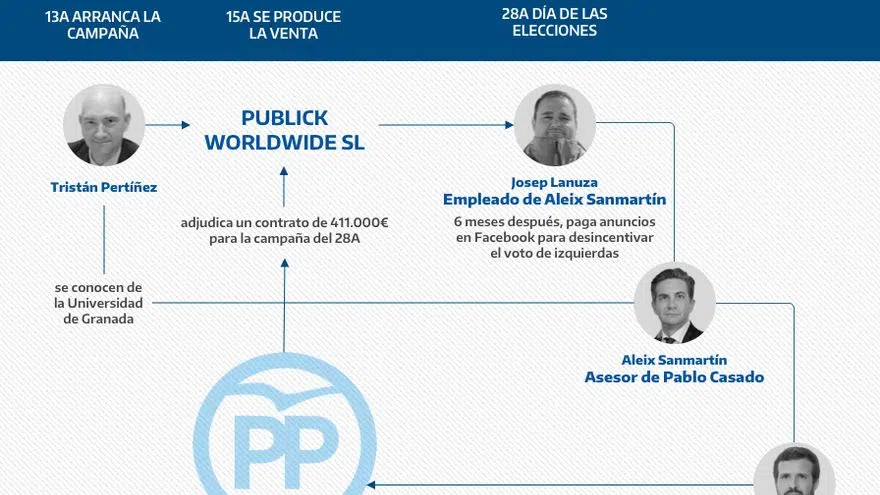 13A ARRANCA LA
CAMPAÑA
15A SE PRODUCE
LA VENTA
28A DÍA DE LAS
ELECCIONES
PUBLICK
WORLDWIDE SL
Tristán Pertíñez
Josep Lanuza
Empleado de Aleix Sanmartín
6 meses después, paga anuncios
en Facebook para desincentivar
el voto de izquierdas
adjudica un contrato de 411.000€
para la campaña del 28A
se conocen de
la Universidad
de Granada
Aleix Sanmartín
Asesor de Pablo Casado
PP